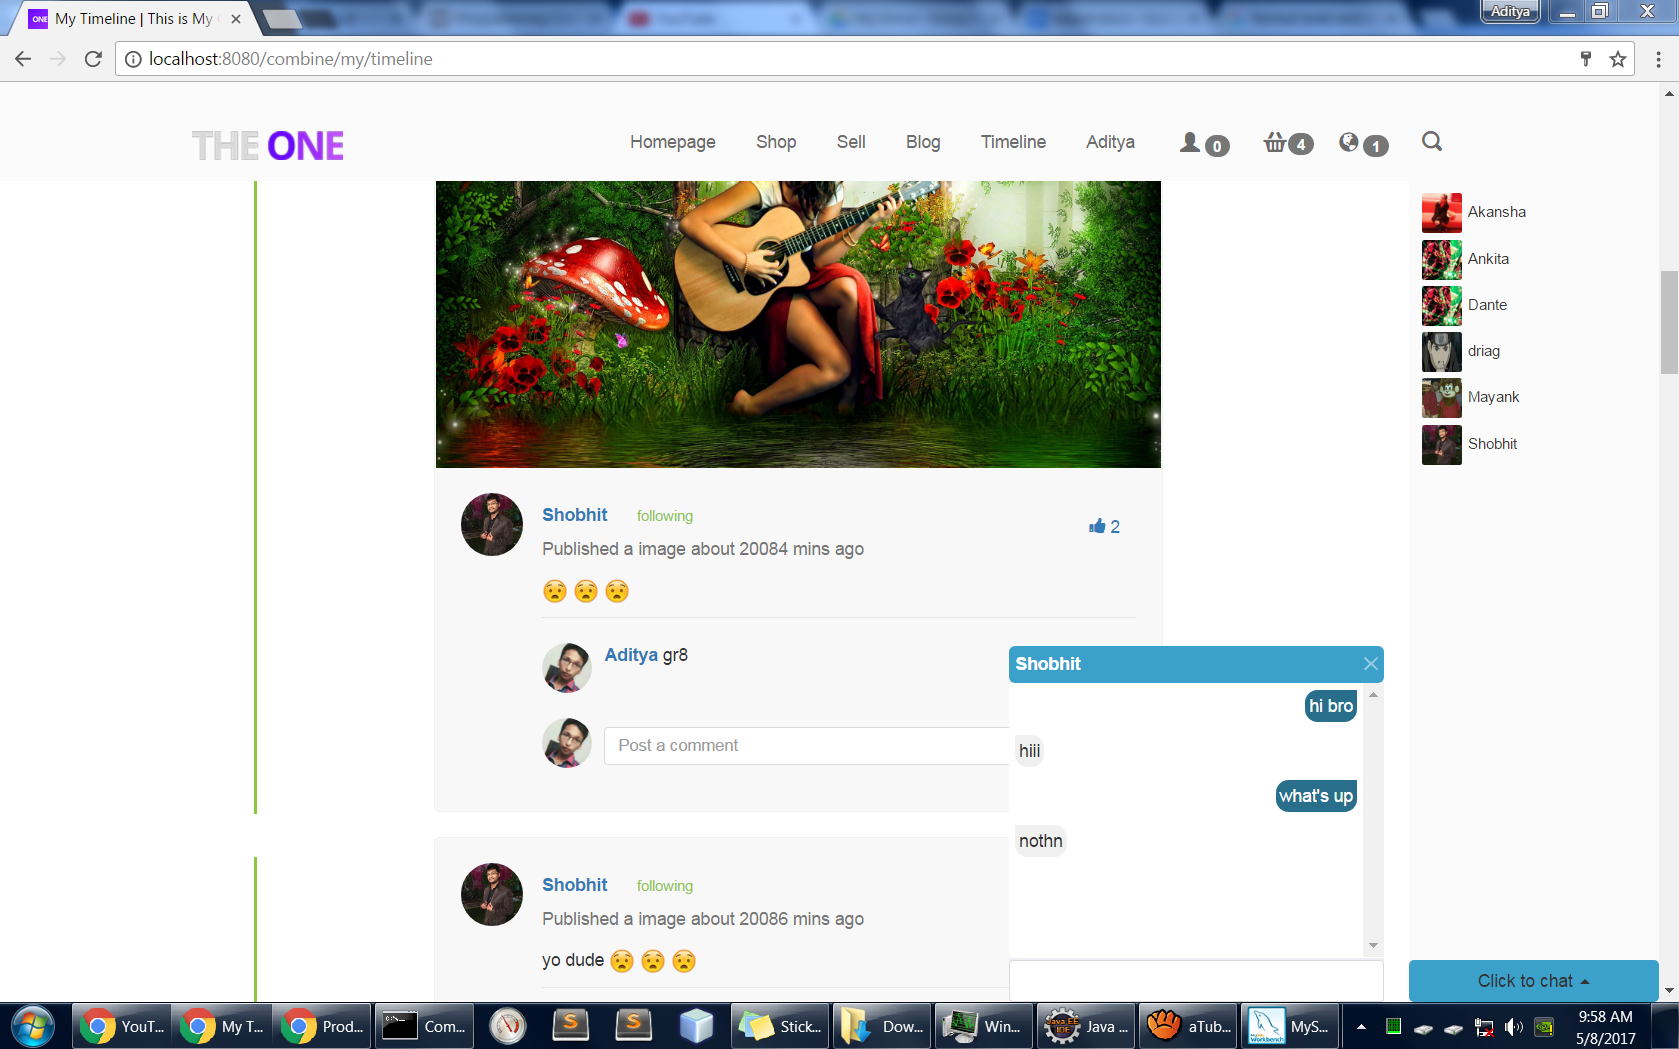 ONE My Timeline | This is My
Aditya
localhost:8080/combine/my/timeline
THE ONE
Homepage Shop Sell Blog Timeline Aditya 0 4 1
Akansha
Ankita
Dante
driag
Mayank
Shobhit
Shobhit following
2
Published a image about 20084 mins ago
😧 😧 😧
Aditya gr8
Post a comment
Shobhit following
Published a image about 20086 mins ago
yo dude 😧 😧 😧
Shobhit
hi bro
hiii
what's up
nothn
Click to chat
YouT... My T... Prod... Com... Stick... Dow... Win... Java ... aTub... MyS...
9:58 AM
5/8/2017